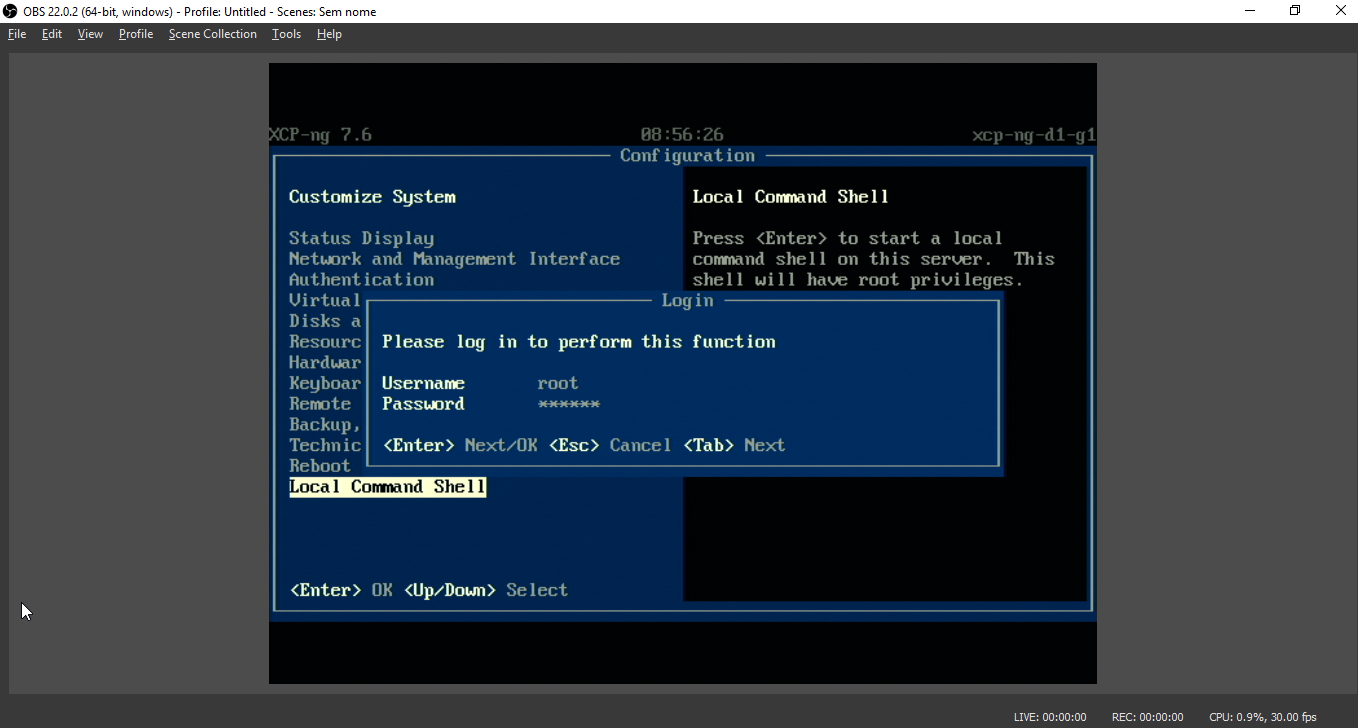 OBS 22.0.2 (64-bit, windows) - Profile: Untitled - Scenes: Sem nome
File Edit View Profile Scene Collection Tools Help
XCP-ng 7.6 08:56:26 xcp-ng-d1-g1
Configuration
Customize System
Status Display
Network and Management Interface
Authentication
Virtual
Disks a
Resourc
Hardwar
Keyboar
Remote
Backup,
Technic
Reboot
Local Command Shell
<Enter> OK <Up/Down> Select
Local Command Shell
Press <Enter> to start a local
command shell on this server. This
shell will have root privileges.
Login
Please log in to perform this function
Username root
Password ******
<Enter> Next/OK <Esc> Cancel <Tab> Next
LIVE: 00:00:00 REC: 00:00:00 CPU: 0.9%, 30.00 fps